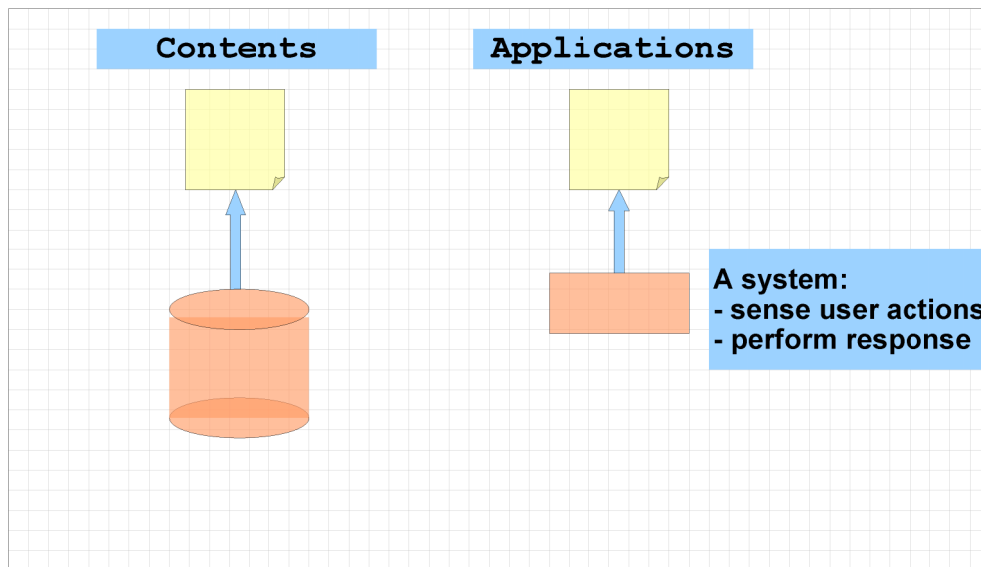 Contents
Applications
A system:
- sense user actions
- perform response